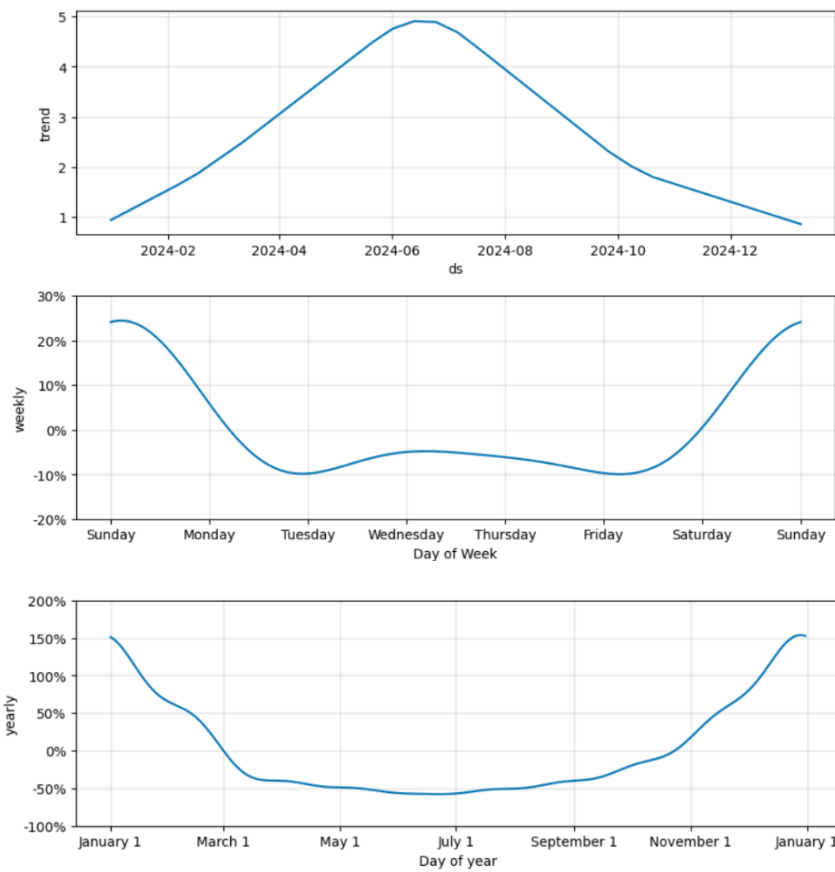 5
4
3
2
1
trend
2024-02 2024-04 2024-06 2024-08 2024-10 2024-12
ds
30%
20%
10%
0%
-10%
-20%
weekly
Sunday Monday Tuesday Wednesday Thursday Friday Saturday Sunday
Day of Week
200%
150%
100%
50%
0%
-50%
-100%
yearly
January 1 March 1 May 1 July 1 September 1 November 1 January 1
Day of year